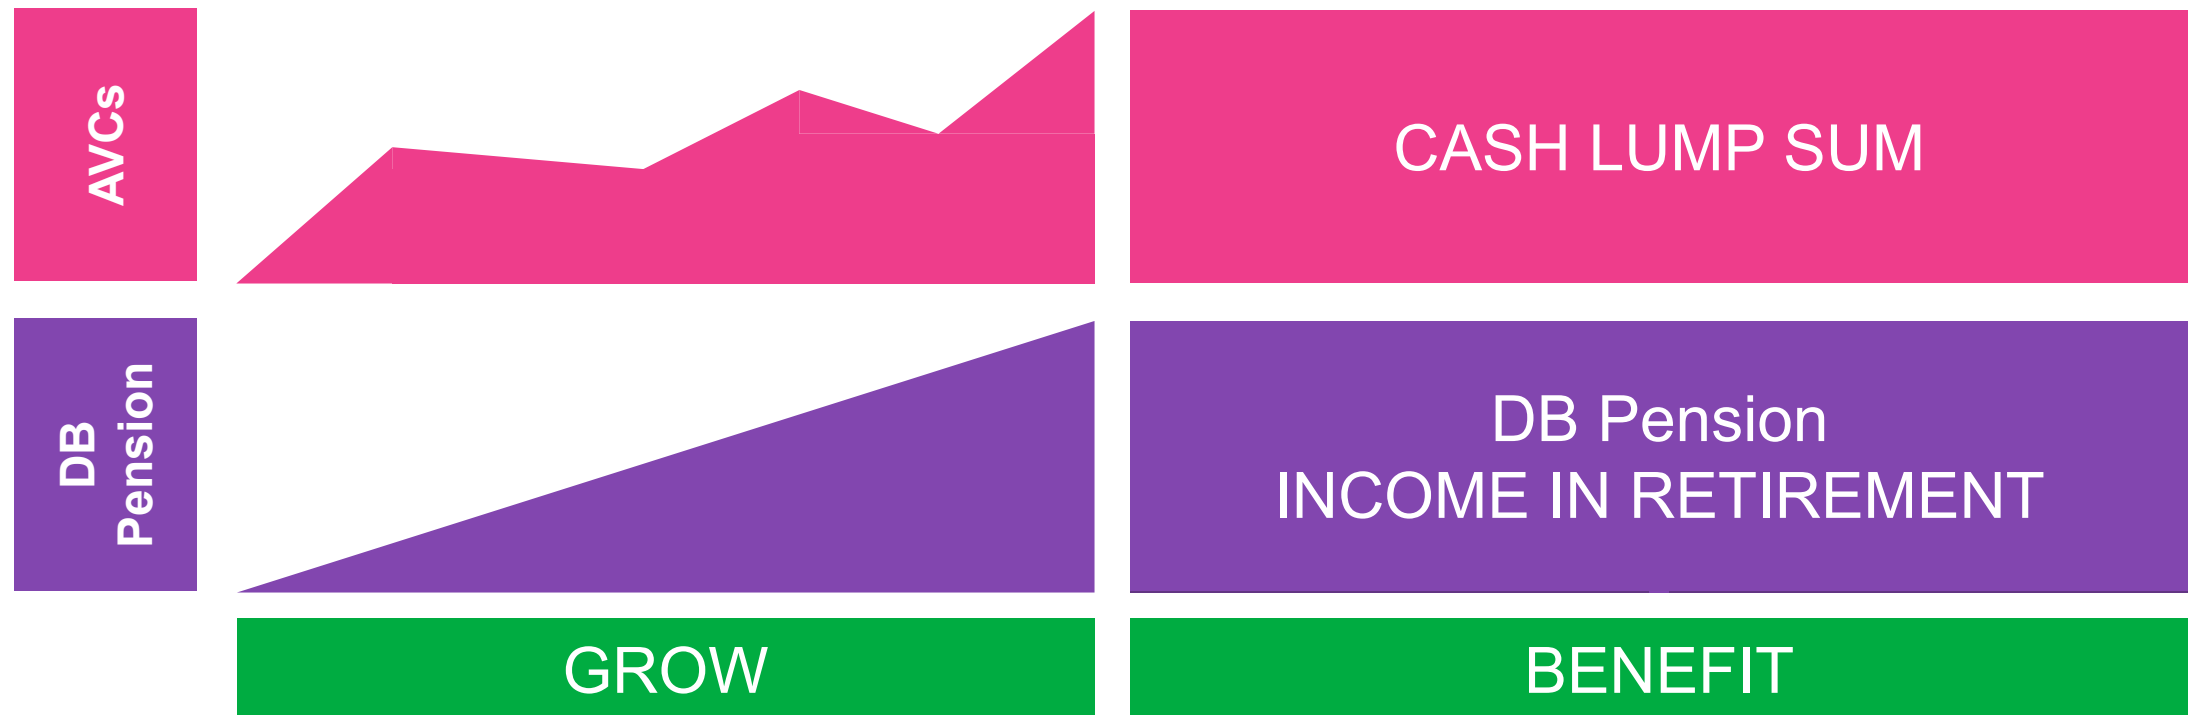 AVCs
CASH LUMP SUM
DB
Pension
DB Pension
INCOME IN RETIREMENT
GROW
BENEFIT